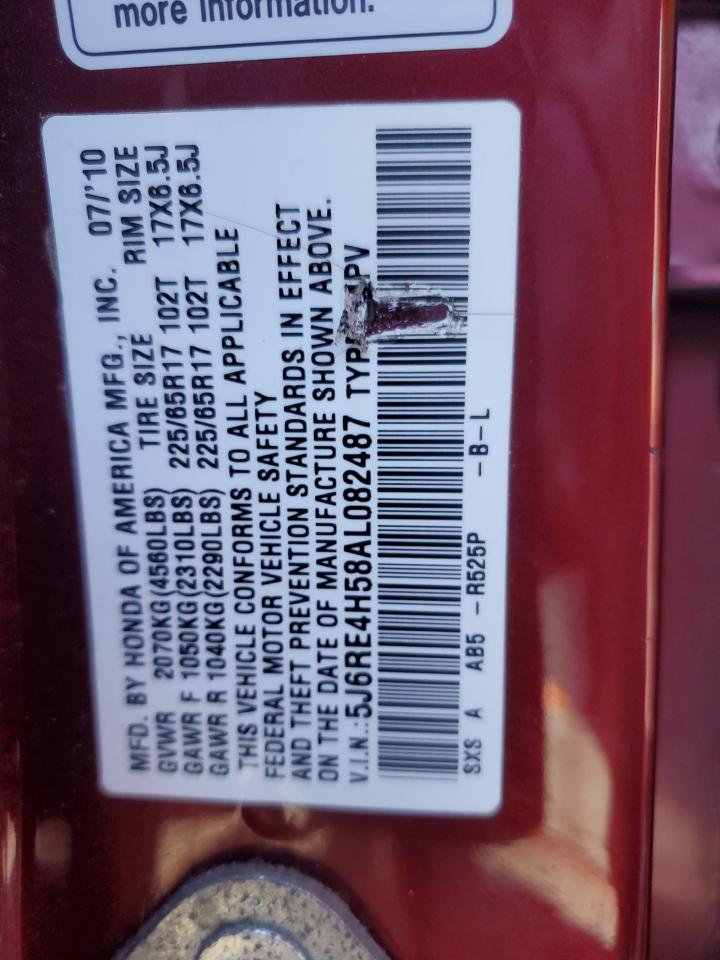 more information.
MFD. BY HONDA OF AMERICA MFG., INC. 07/'10
GVWR 2070KG(4560LBS) TIRE SIZE RIM SIZE
GAWR F 1050KG(2310LBS) 225/65R17 102T 17X6.5J
GAWR R 1040KG(2290LBS) 225/65R17 102T 17X6.5J
THIS VEHICLE CONFORMS TO ALL APPLICABLE
FEDERAL MOTOR VEHICLE SAFETY
AND THEFT PREVENTION STANDARDS IN EFFECT
ON THE DATE OF MANUFACTURE SHOWN ABOVE.
V.I.N.:5J6RE4H58AL082487 TYP PV
SXS A AB5 -R525P -B-L